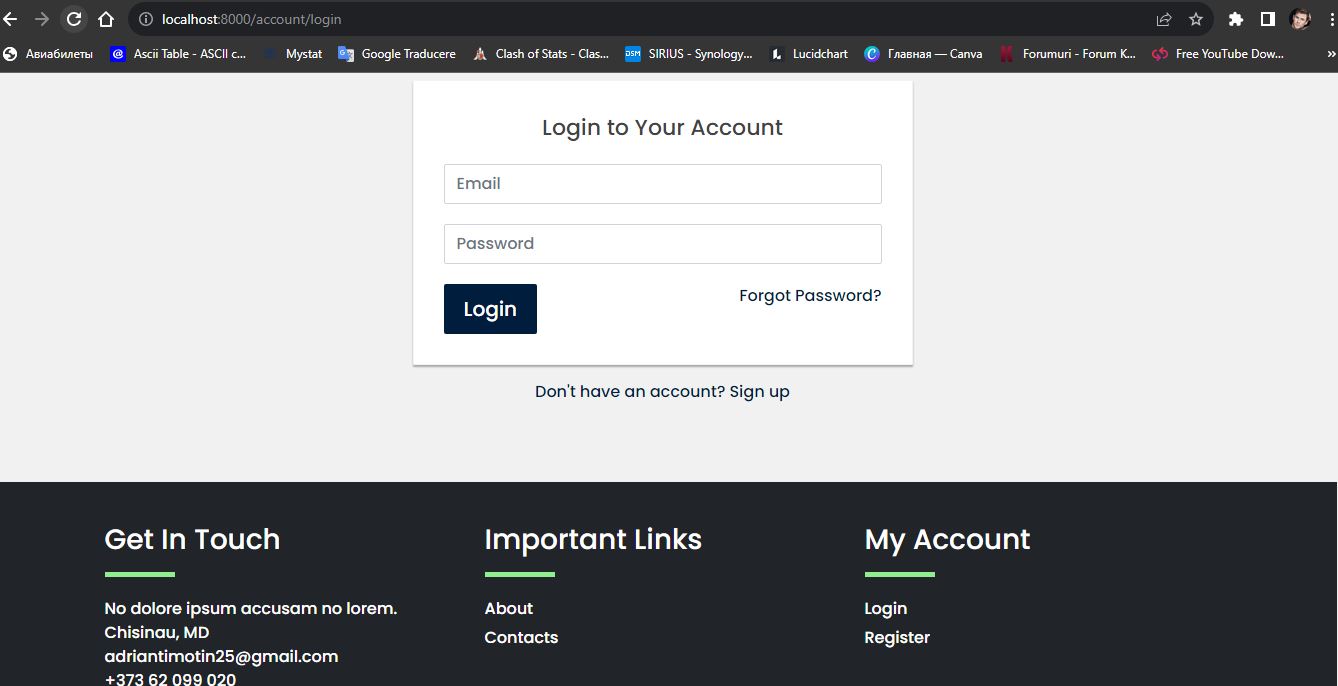 localhost:8000/account/login
Авиабилеты Ascii Table - ASCII c... Mystat Google Traducere Clash of Stats - Clas... SIRIUS - Synology... Lucidchart Главная — Canva Forumuri - Forum K... Free YouTube Dow... »
Login to Your Account
Email
Password
Login Forgot Password?
Don't have an account? Sign up
Get In Touch Important Links My Account
No dolore ipsum accusam no lorem. About Login
Chisinau, MD
Contacts Register
adriantimotin25@gmail.com
+373 62 099 020